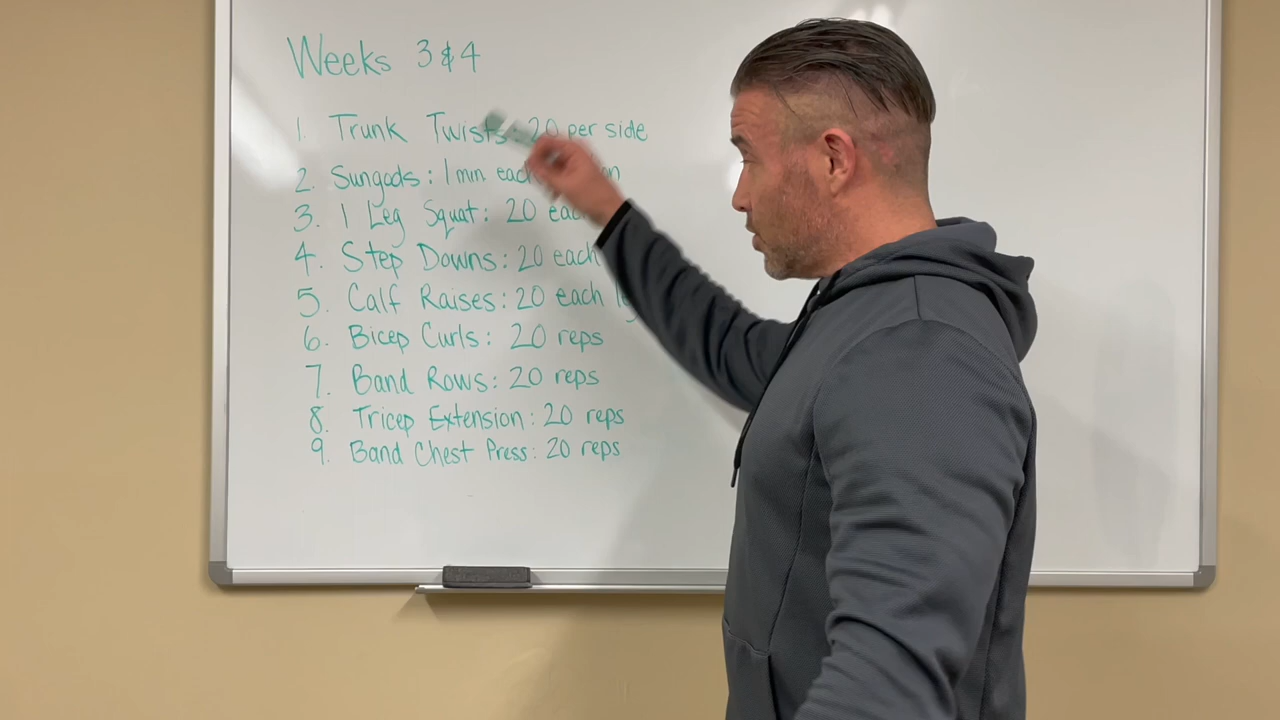 Weeks 3 & 4
1. Trunk Twists: 20 per side
2. Sungods: 1 min each
3. 1 Leg Squat: 20 each
4. Step Downs: 20 each
5. Calf Raises: 20 each
6. Bicep Curls: 20 reps
7. Band Rows: 20 reps
8. Tricep Extension: 20 reps
9. Band Chest Press: 20 reps